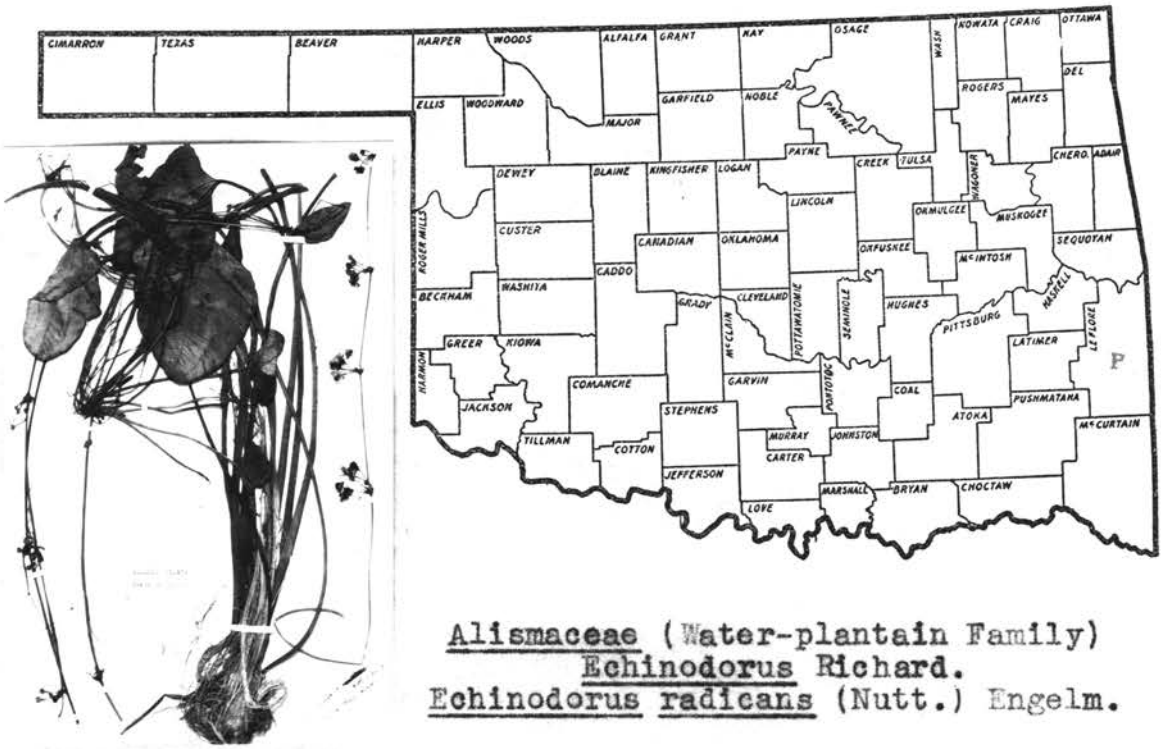 CIMARRON TEXAS BEAVER HARPER WOODS ALFALFA GRANT KAY OSAGE WASH NOWATA CRAIG OTTAWA
ELLIS WOODWARD MAJOR GARFIELD NOBLE PAWNEE ROGERS MAYES DEL
DEWEY BLAINE KINGFISHER LOGAN PAYNE CREEK TULSA WAGONER CHERO. ADAIR
ROGER MILLS CUSTER CANADIAN OKLAHOMA LINCOLN OKMULGEE MUSKOGEE SEQUOYAH
BECKHAM WASHITA CADDO GRADY CLEVELAND POTTAWATOMIE SEMINOLE OKFUSKEE HUGHES MCINTOSH HASKELL
HARMON GREER KIOWA MCCLAIN PITTSBURG LATIMER LE FLORE P
JACKSON COMANCHE STEPHENS GARVIN PONTOTOC COAL ATOKA PUSHMATAHA MCCURTAIN
TILLMAN COTTON JEFFERSON MURRAY CARTER JOHNSTON
LOVE MARSHALL BRYAN CHOCTAW
Alismaceae (Water-plantain Family)
Echinodorus Richard.
Echinodorus radicans (Nutt.) Engelm.